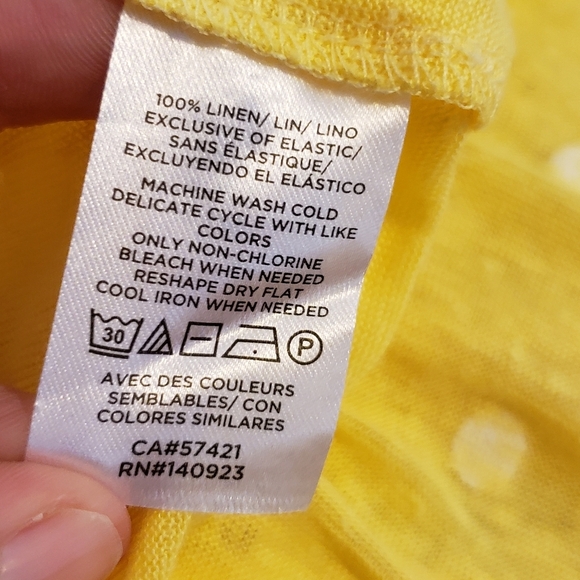 100% LINEN/ LIN/ LINO
EXCLUSIVE OF ELASTIC/
SANS ÉLASTIQUE/
EXCLUYENDO EL ELÁSTICO
MACHINE WASH COLD
DELICATE CYCLE WITH LIKE
COLORS
ONLY NON-CHLORINE
BLEACH WHEN NEEDED
RESHAPE DRY FLAT
COOL IRON WHEN NEEDED
30 P
AVEC DES COULEURS
SEMBLABLES/ CON
COLORES SIMILARES
CA#57421
RN#140923